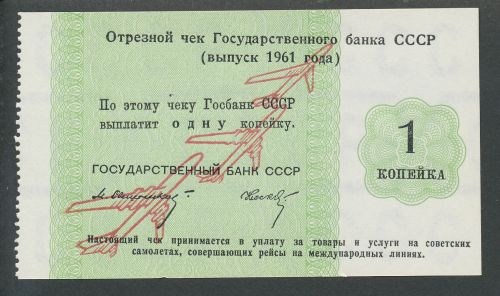 Отрезной чек Государственного банка СССР
(выпуск 1961 года)
По этому чеку Госбанк СССР
выплатит одну копейку.
1
КОПЕЙКА
ГОСУДАРСТВЕННЫЙ БАНК СССР
Настоящий чек принимается в уплату за товары и услуги на советских
самолетах, совершающих рейсы на международных линиях.